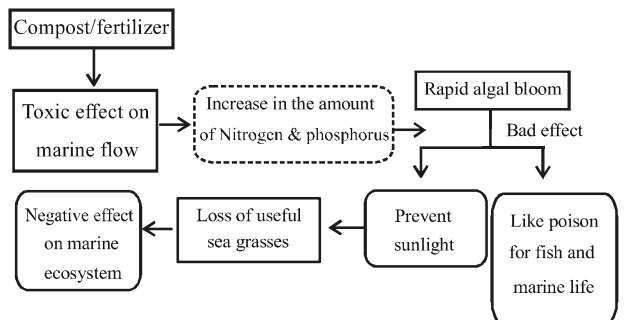 Compost/fertilizer
Toxic effect on
marine flow
Increase in the amount
of Nitrogen & phosphorus
Rapid algal bloom
Bad effect
Prevent
sunlight
Like poison
for fish and
marine life
Loss of useful
sea grasses
Negative effect
on marine
ecosystem